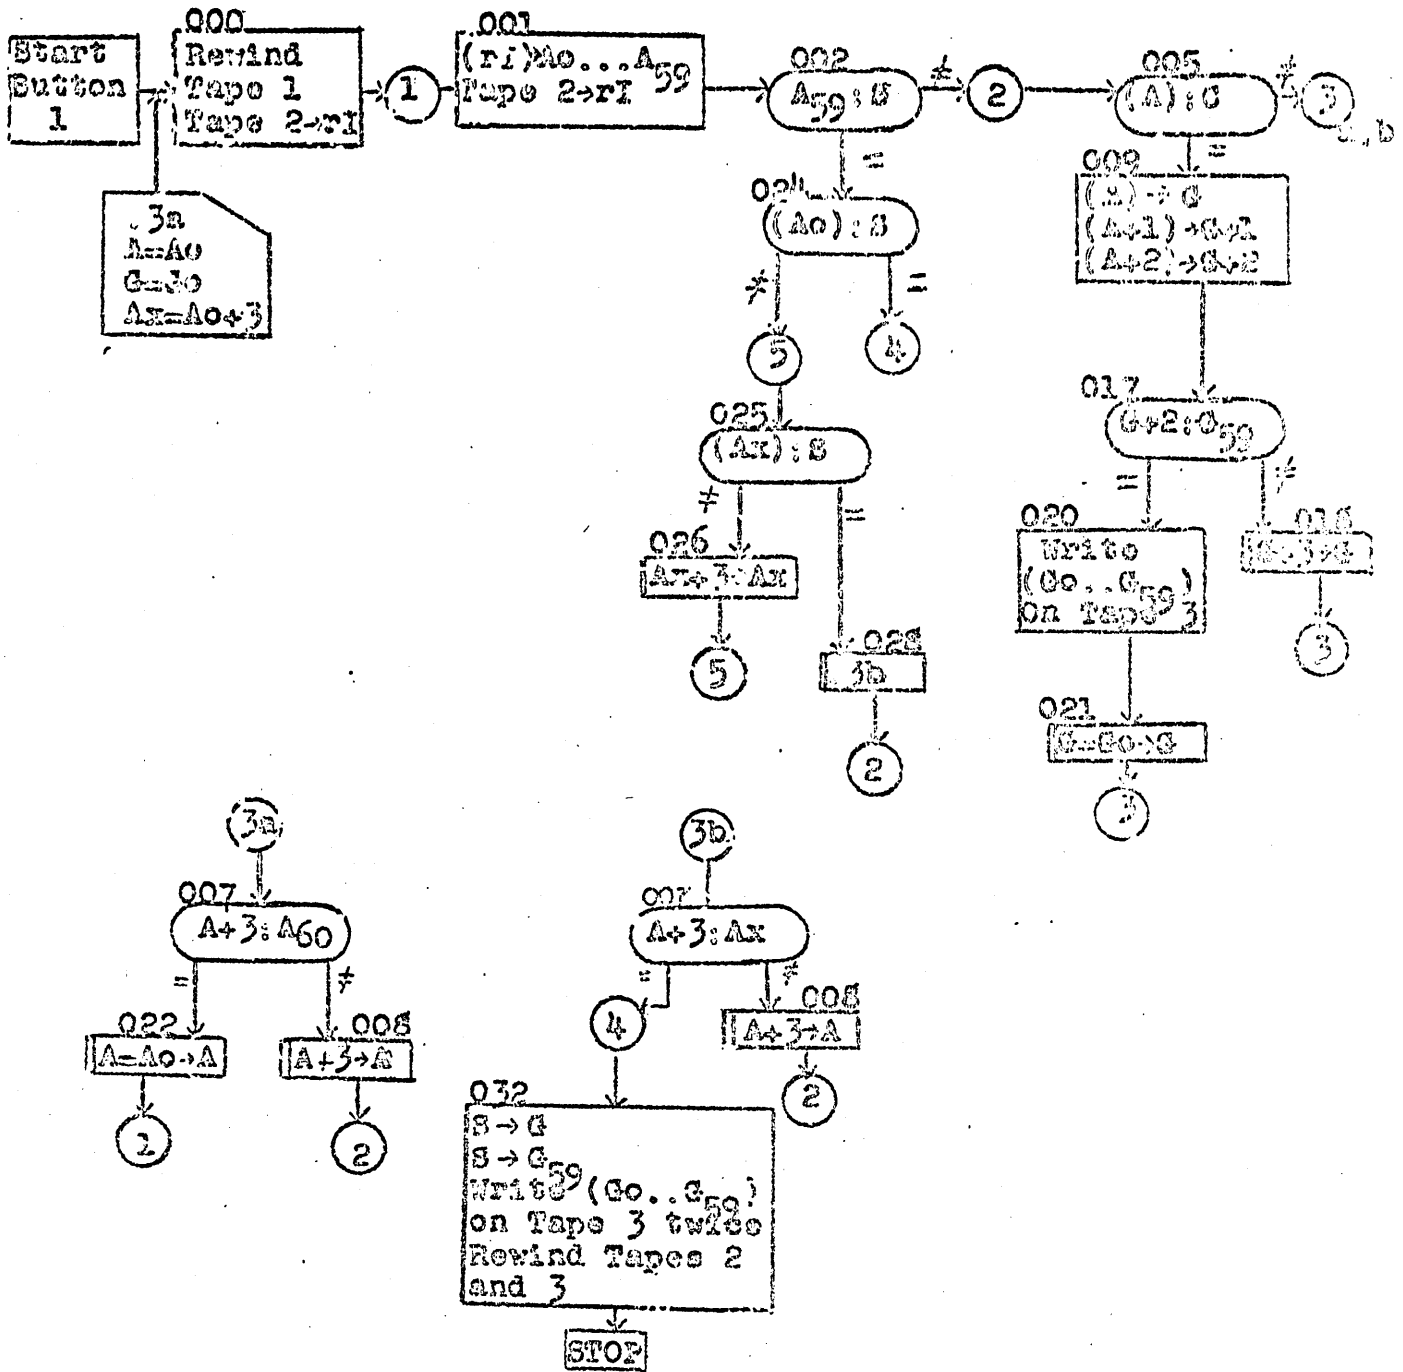 Start
Button
1
000
Rewind
Tape 1
Tape 2→rI
.3a
A=Ao
Ax=Ao+3
1
001
(rI)Ao...A59
Tape 2→rI
002
A59:S
≠
=
2
005
≠
=
3
a,b
024
(Ao):S
≠
=
5
4
025
(Ax):S
≠
=
026
Ax+3→Ax
5
028
3b
2
009
(A)→G
(A+1)→G+1
(A+2)→G+2
017
G+2:G59
=
≠
020
Write
(Go..G59)
on Tape 3
018
3
021
G=Go→G
3
3a
007
A+3:A60
=
≠
022
A=Ao→A
1
008
A+3→A
2
3b
007
A+3:Ax
=
≠
4
008
A+3→A
2
032
S→G
S→G59
Write (Go..G59)
on Tape 3 twice
Rewind Tapes 2
and 3
STOP